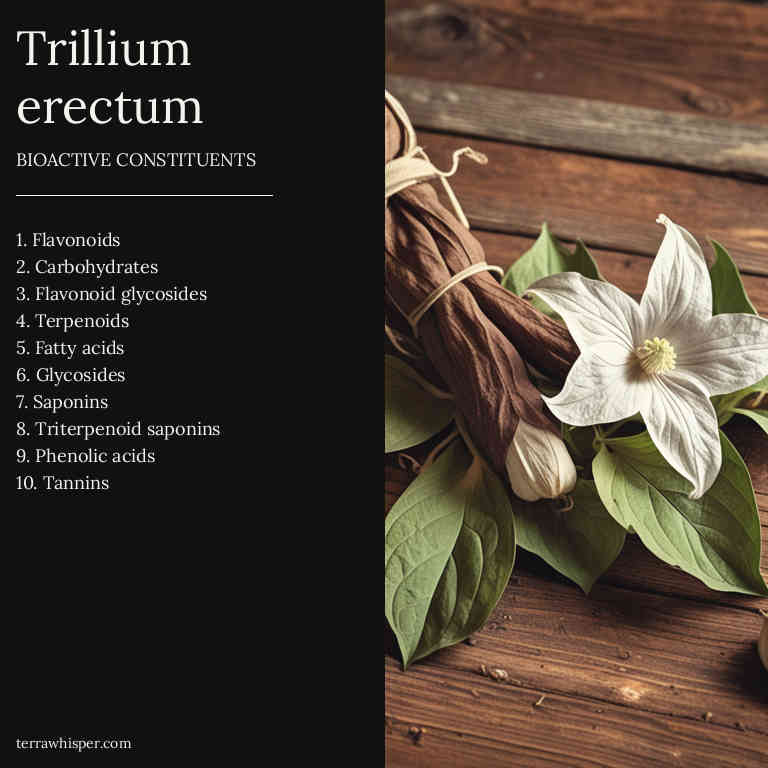 Trillium
erectum
BIOACTIVE CONSTITUENTS
1. Flavonoids
2. Carbohydrates
3. Flavonoid glycosides
4. Terpenoids
5. Fatty acids
6. Glycosides
7. Saponins
8. Triterpenoid saponins
9. Phenolic acids
10. Tannins
terrawhisper.com